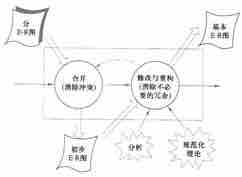 分
E-R图
基本
E-R图
合并
(消除冲突)
修改与重构
(消除不必
要的冗余)
初步
E-R图
分析
规范化
理论